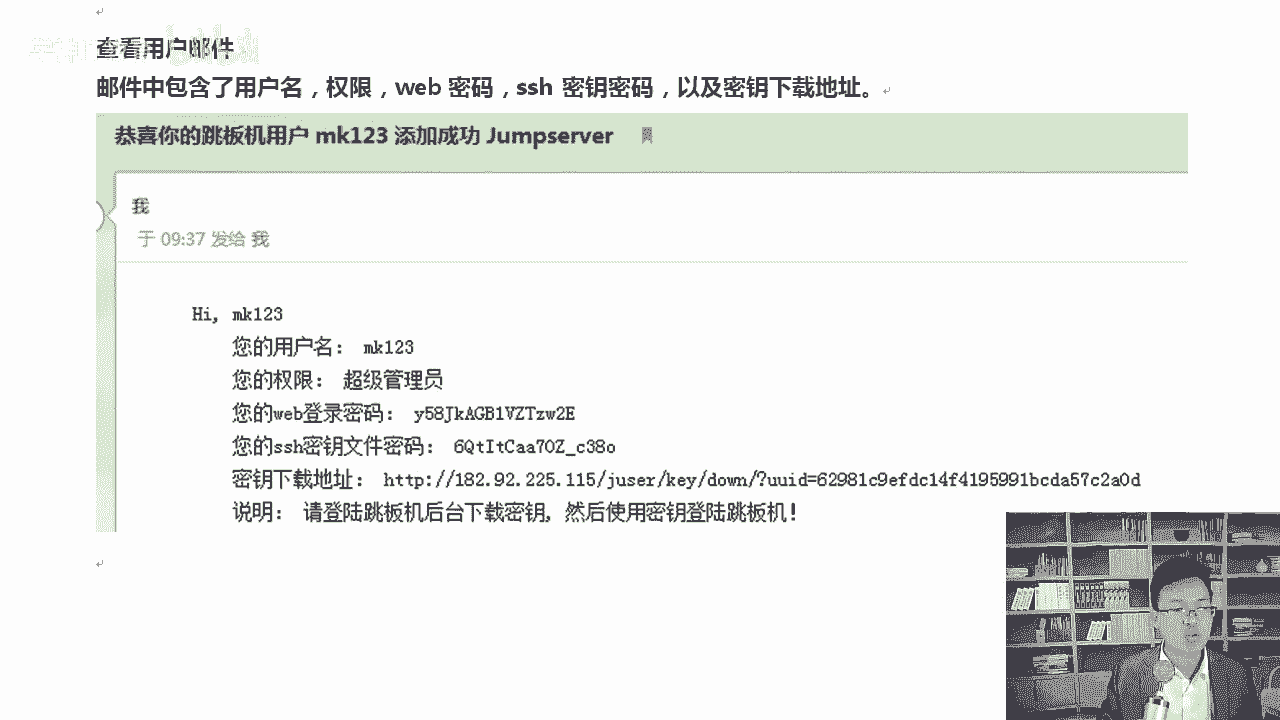 查看用户邮件
邮件中包含了用户名，权限，web 密码，ssh 密钥密码，以及密钥下载地址。
恭喜你的跳板机用户 mk123 添加成功 Jumpserver
我
于 09:37 发给 我
Hi, mk123
您的用户名： mk123
您的权限： 超级管理员
您的web登录密码： y58JkAGB1VZTzw2E
您的ssh密钥文件密码： 6QtItCaa7OZ_c38o
密钥下载地址： http://182.92.225.115/juser/key/down/?uuid=62981c9efdc14f4195991bcda57c2a0d
说明： 请登陆跳板机后台下载密钥, 然后使用密钥登陆跳板机!